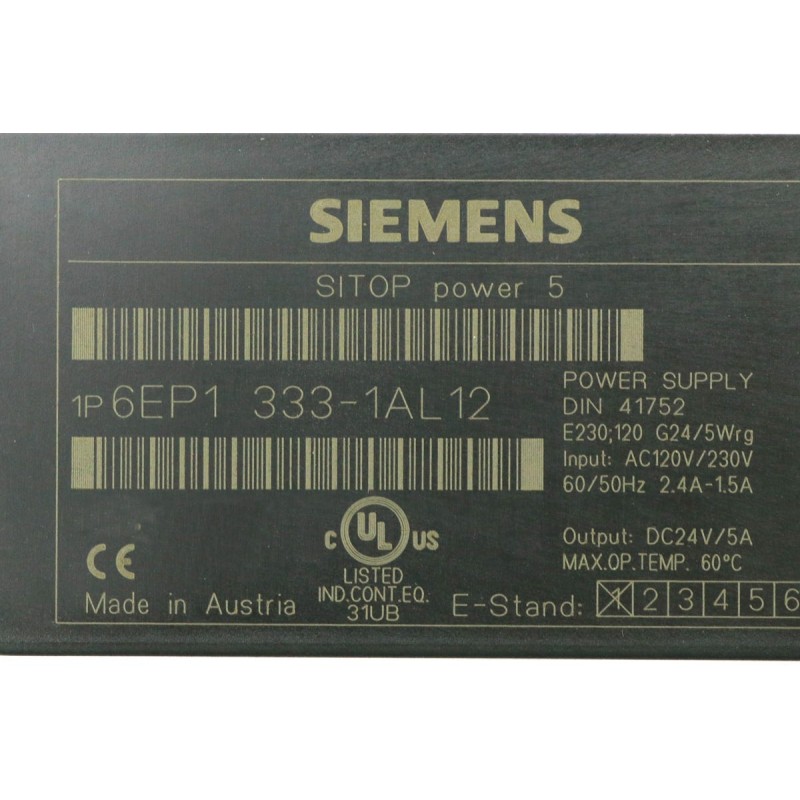 SIEMENS
SITOP power 5
1P 6EP1 333-1AL12
POWER SUPPLY
DIN 41752
E230;120 G24/5Wrg
Input: AC120V/230V
60/50Hz 2.4A-1.5A
Output: DC24V/5A
MAX.OP.TEMP. 60°C
CE
C UL US
LISTED
IND.CONT.EQ.
31UB
Made in Austria
E-Stand: 1 2 3 4 5 6